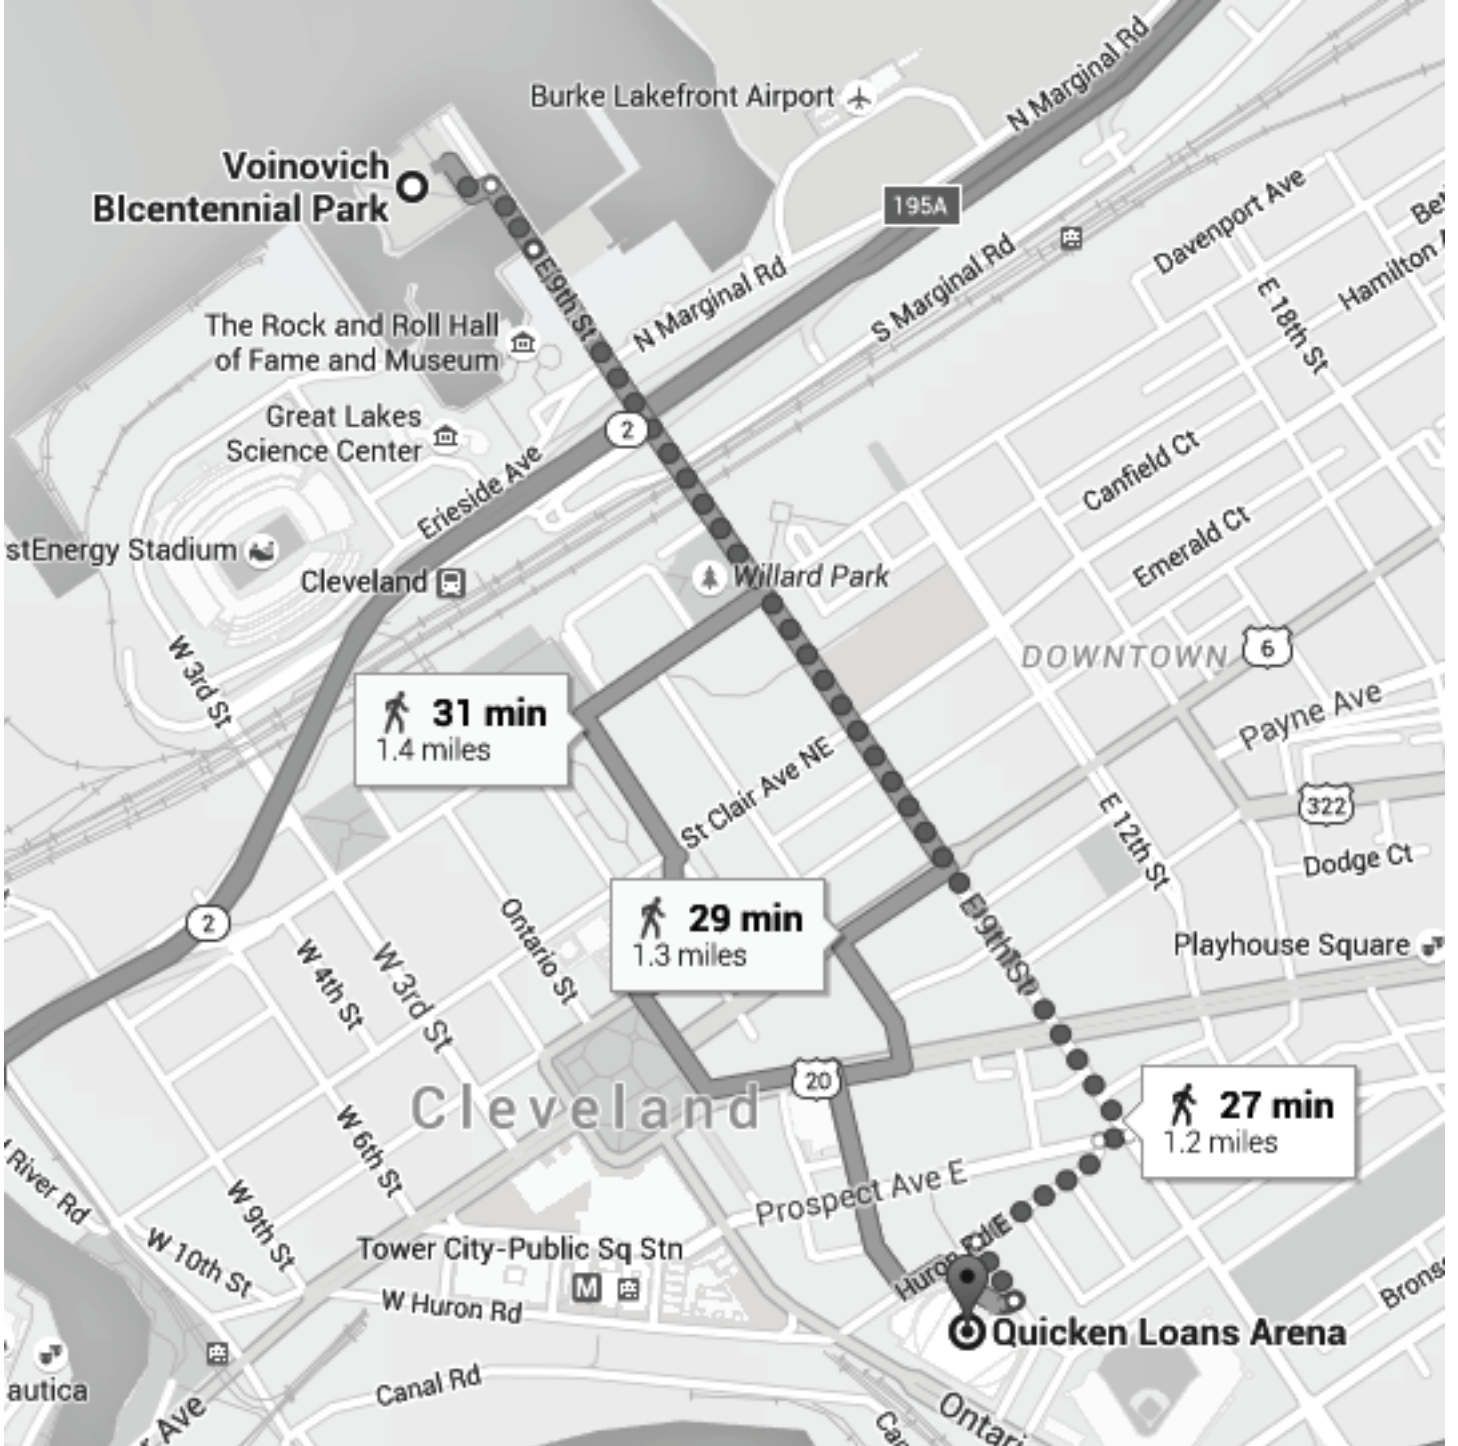 N Marginal Rd
Burke Lakefront Airport
Voinovich
BIcentennial Park
195A
Davenport Ave
Hamilton
E 18th St
S Marginal Rd
N Marginal Rd
E 9th St
The Rock and Roll Hall
of Fame and Museum
Great Lakes
Science Center
2
Erieside Ave
Canfield Ct
Emerald Ct
stEnergy Stadium
Cleveland
Willard Park
W 3rd St
DOWNTOWN
6
Payne Ave
31 min
1.4 miles
St Clair Ave NE
322
E 12th St
Dodge Ct
2
29 min
1.3 miles
E 9th St
Ontario St
Playhouse Square
W 4th St
W 3rd St
20
Cleveland
27 min
1.2 miles
W 6th St
River Rd
W 9th St
Prospect Ave E
W 10th St
Tower City-Public Sq Stn
M
W Huron Rd
Huron Rd E
Quicken Loans Arena
autica
Canal Rd
Ave
Ontari